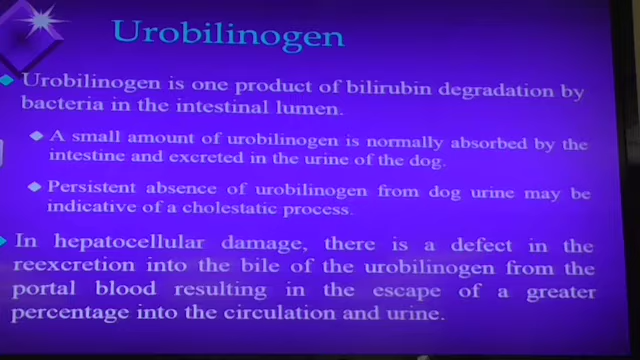 Urobilinogen
Urobilinogen is one product of bilirubin degradation by
bacteria in the intestinal lumen.
A small amount of urobilinogen is normally absorbed by the
intestine and excreted in the urine of the dog.
Persistent absence of urobilinogen from dog urine may be
indicative of a cholestatic process.
In hepatocellular damage, there is a defect in the
reexcretion into the bile of the urobilinogen from the
portal blood resulting in the escape of a greater
percentage into the circulation and urine.